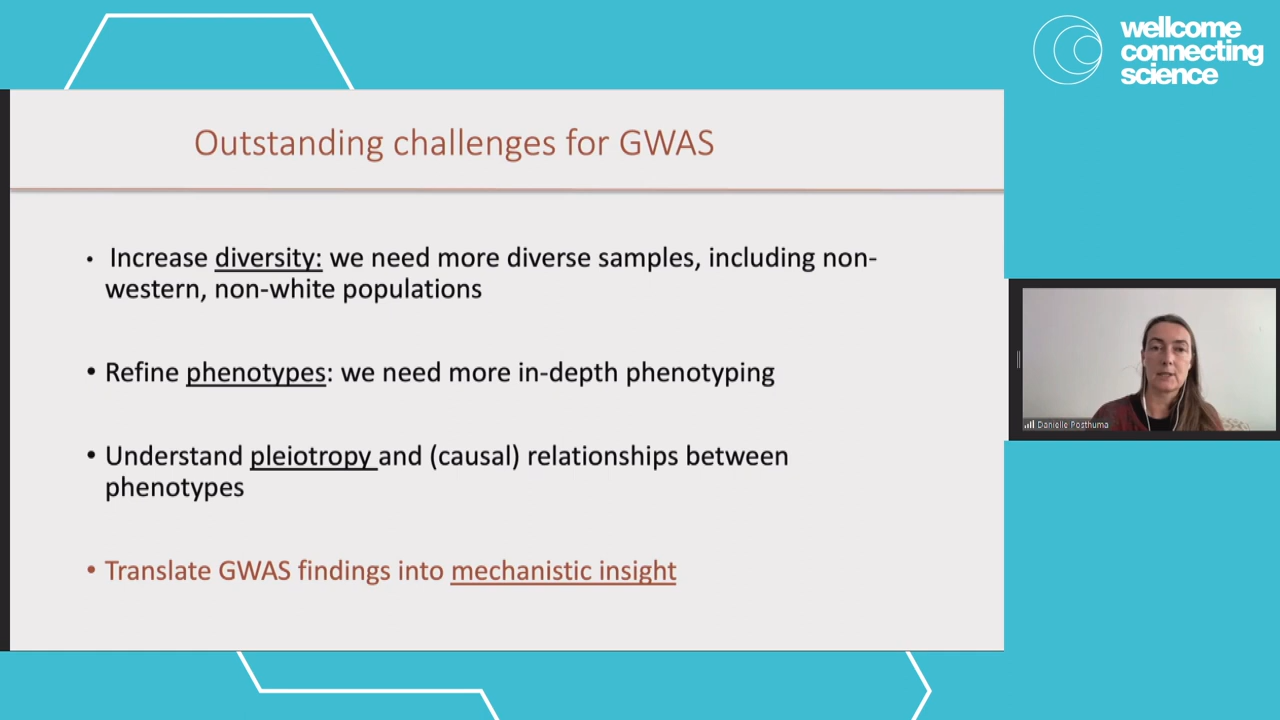 wellcome
connecting
science
Outstanding challenges for GWAS
• Increase diversity: we need more diverse samples, including non-
western, non-white populations
• Refine phenotypes: we need more in-depth phenotyping
• Understand pleiotropy and (causal) relationships between
phenotypes
• Translate GWAS findings into mechanistic insight
Danielle Posthuma